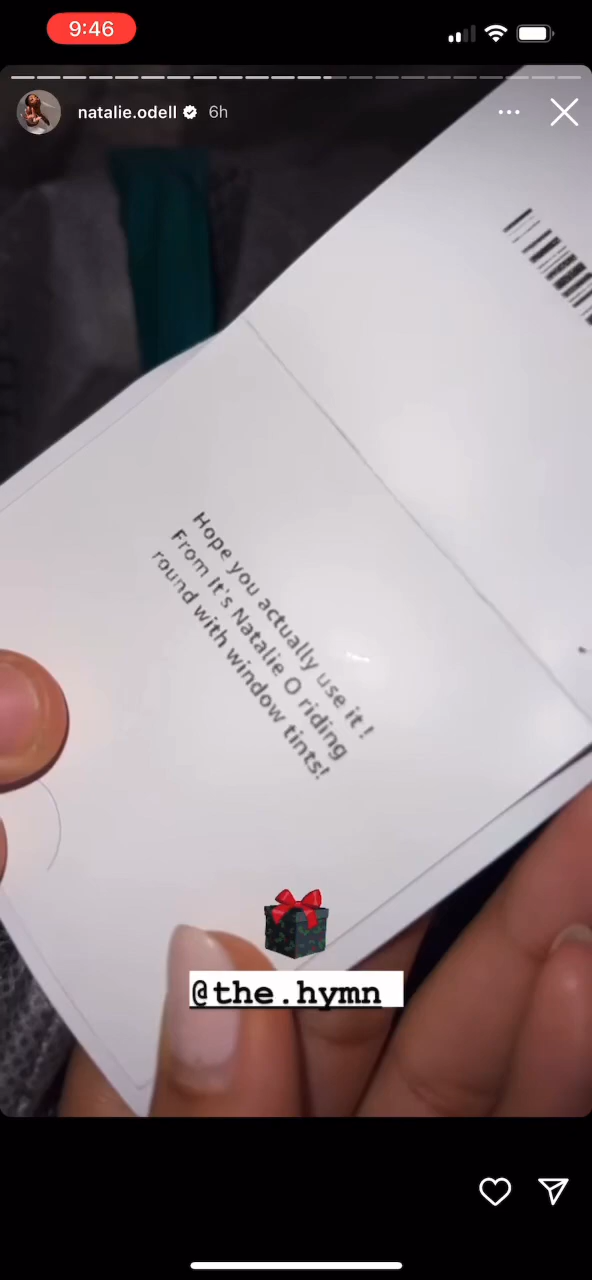 9:46
natalie.odell 6h
Hope you actually use it !
From It's Natalie O riding
round with window tints!
@the.hymn